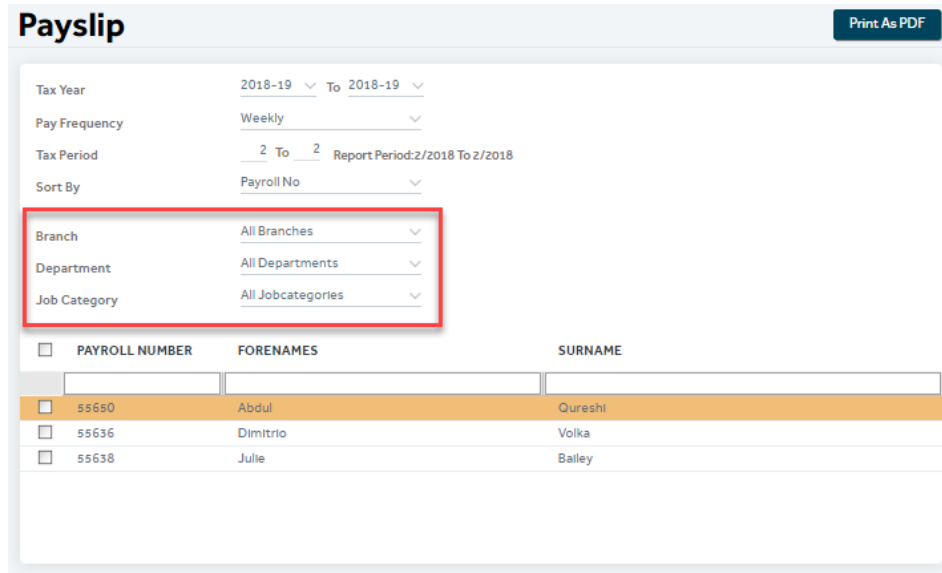 Payslip
Print As PDF
Tax Year 2018-19 To 2018-19
Pay Frequency Weekly
Tax Period 2 To 2 Report Period:2/2018 To 2/2018
Sort By Payroll No
Branch All Branches
Department All Departments
Job Category All Jobcategories
PAYROLL NUMBER FORENAMES SURNAME
55650 Abdul Qureshi
55636 Dimitrio Volka
55638 Julie Bailey